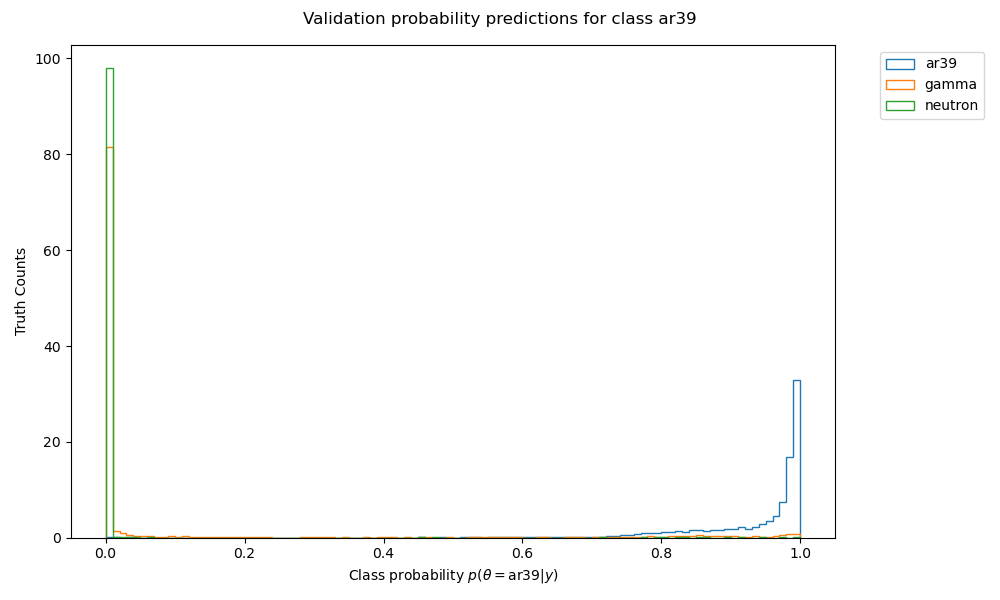 Validation probability predictions for class ar39
100
80
60
40
20
0
Truth Counts
0.0
0.2
0.4
0.6
0.8
1.0
Class probability p(θ = ar39|y)
ar39
gamma
neutron